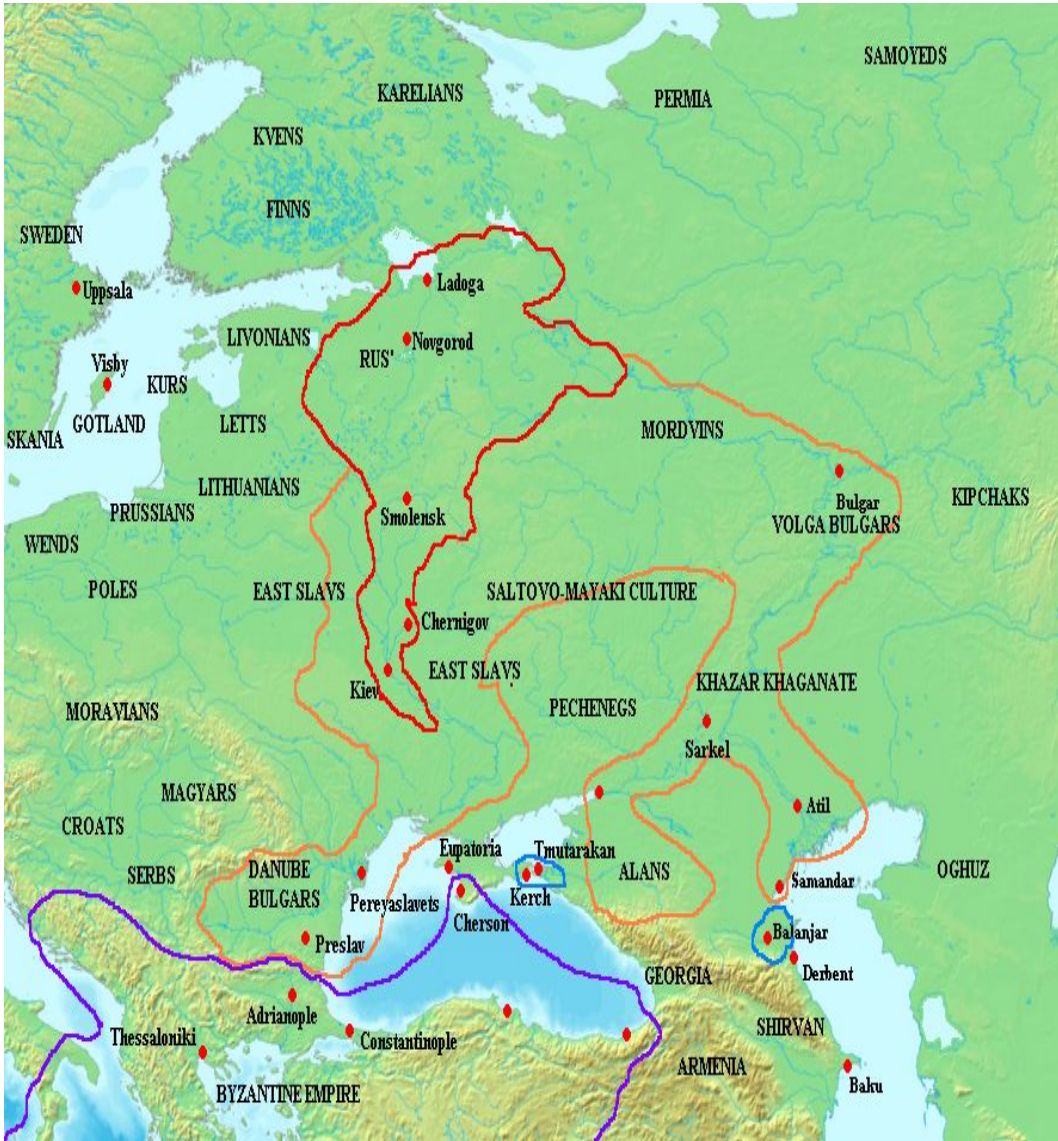 SAMOYEDS
KARELIANS
PERMIA
KVENS
FINNS
SWEDEN
Ladoga
Uppsala
LIVONIANS
Novgorod
RUS'
Visby
KURS
GOTLAND
LETTS
SKANIA
MORDVINS
LITHUANIANS
Bulgar
KIPCHAKS
PRUSSIANS
Smolensk
VOLGA BULGARS
WENDS
POLES
EAST SLAVS
SALTOVO-MAYAKI CULTURE
Chernigov
EAST SLAVS
Kiev
KHAZAR KHAGANATE
MORAVIANS
PECHENEGS
Sarkel
MAGYARS
Atil
CROATS
Eupatoria
Tmutarakan
SERBS
DANUBE
BULGARS
ALANS
OGHUZ
Samandar
Pereyaslavets
Kerch
Cherson
Balanjar
Preslav
Derbent
GEORGIA
Adrianople
SHIRVAN
Thessaloniki
Constantinople
ARMENIA
Baku
BYZANTINE EMPIRE